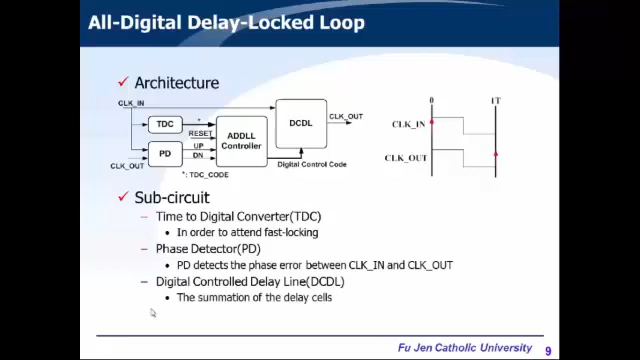 All-Digital Delay-Locked Loop
✓ Architecture
CLK_IN
TDC
*
RESET
ADDLL
Controller
DCDL
CLK_OUT
PD
UP
DN
CLK_OUT
Digital Control Code
*: TDC_CODE
0
1T
CLK_IN
CLK_OUT
✓ Sub-circuit
– Time to Digital Converter(TDC)
• In order to attend fast-locking
– Phase Detector(PD)
• PD detects the phase error between CLK_IN and CLK_OUT
– Digital Controlled Delay Line(DCDL)
• The summation of the delay cells
Fu Jen Catholic University 9